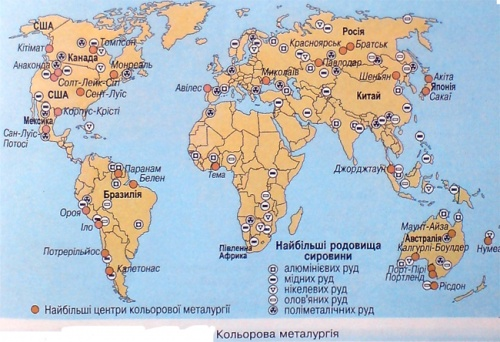 США
Кітімат
Томпсон
Канада
Анаконда
Монреаль
Солт-Лейк-Сіті
Сент-Луїс
США
Корпус-Крісті
Мексика
Сан-Луїс-
Потосі
Росія
Красноярськ
Братськ
Павлодар
Миколаїв
Авілес
Шеньян
Акіта
Японія
Сакаї
Китай
Джорджтаун
Паранам
Белен
Тема
Бразилія
Ороя
Іло
Потрерільйос
Калетонас
Південна
Африка
Маунт-Айза
Австралія
Калгурлі-Боулдер
Нумеа
Порт-Пірі
Портленд
Рісдон
Найбільші родовища
сировини
алюмінієвих руд
мідних руд
нікелевих руд
олов'яних руд
поліметалічних руд
Найбільші центри кольорової металургії
Кольорова металургія